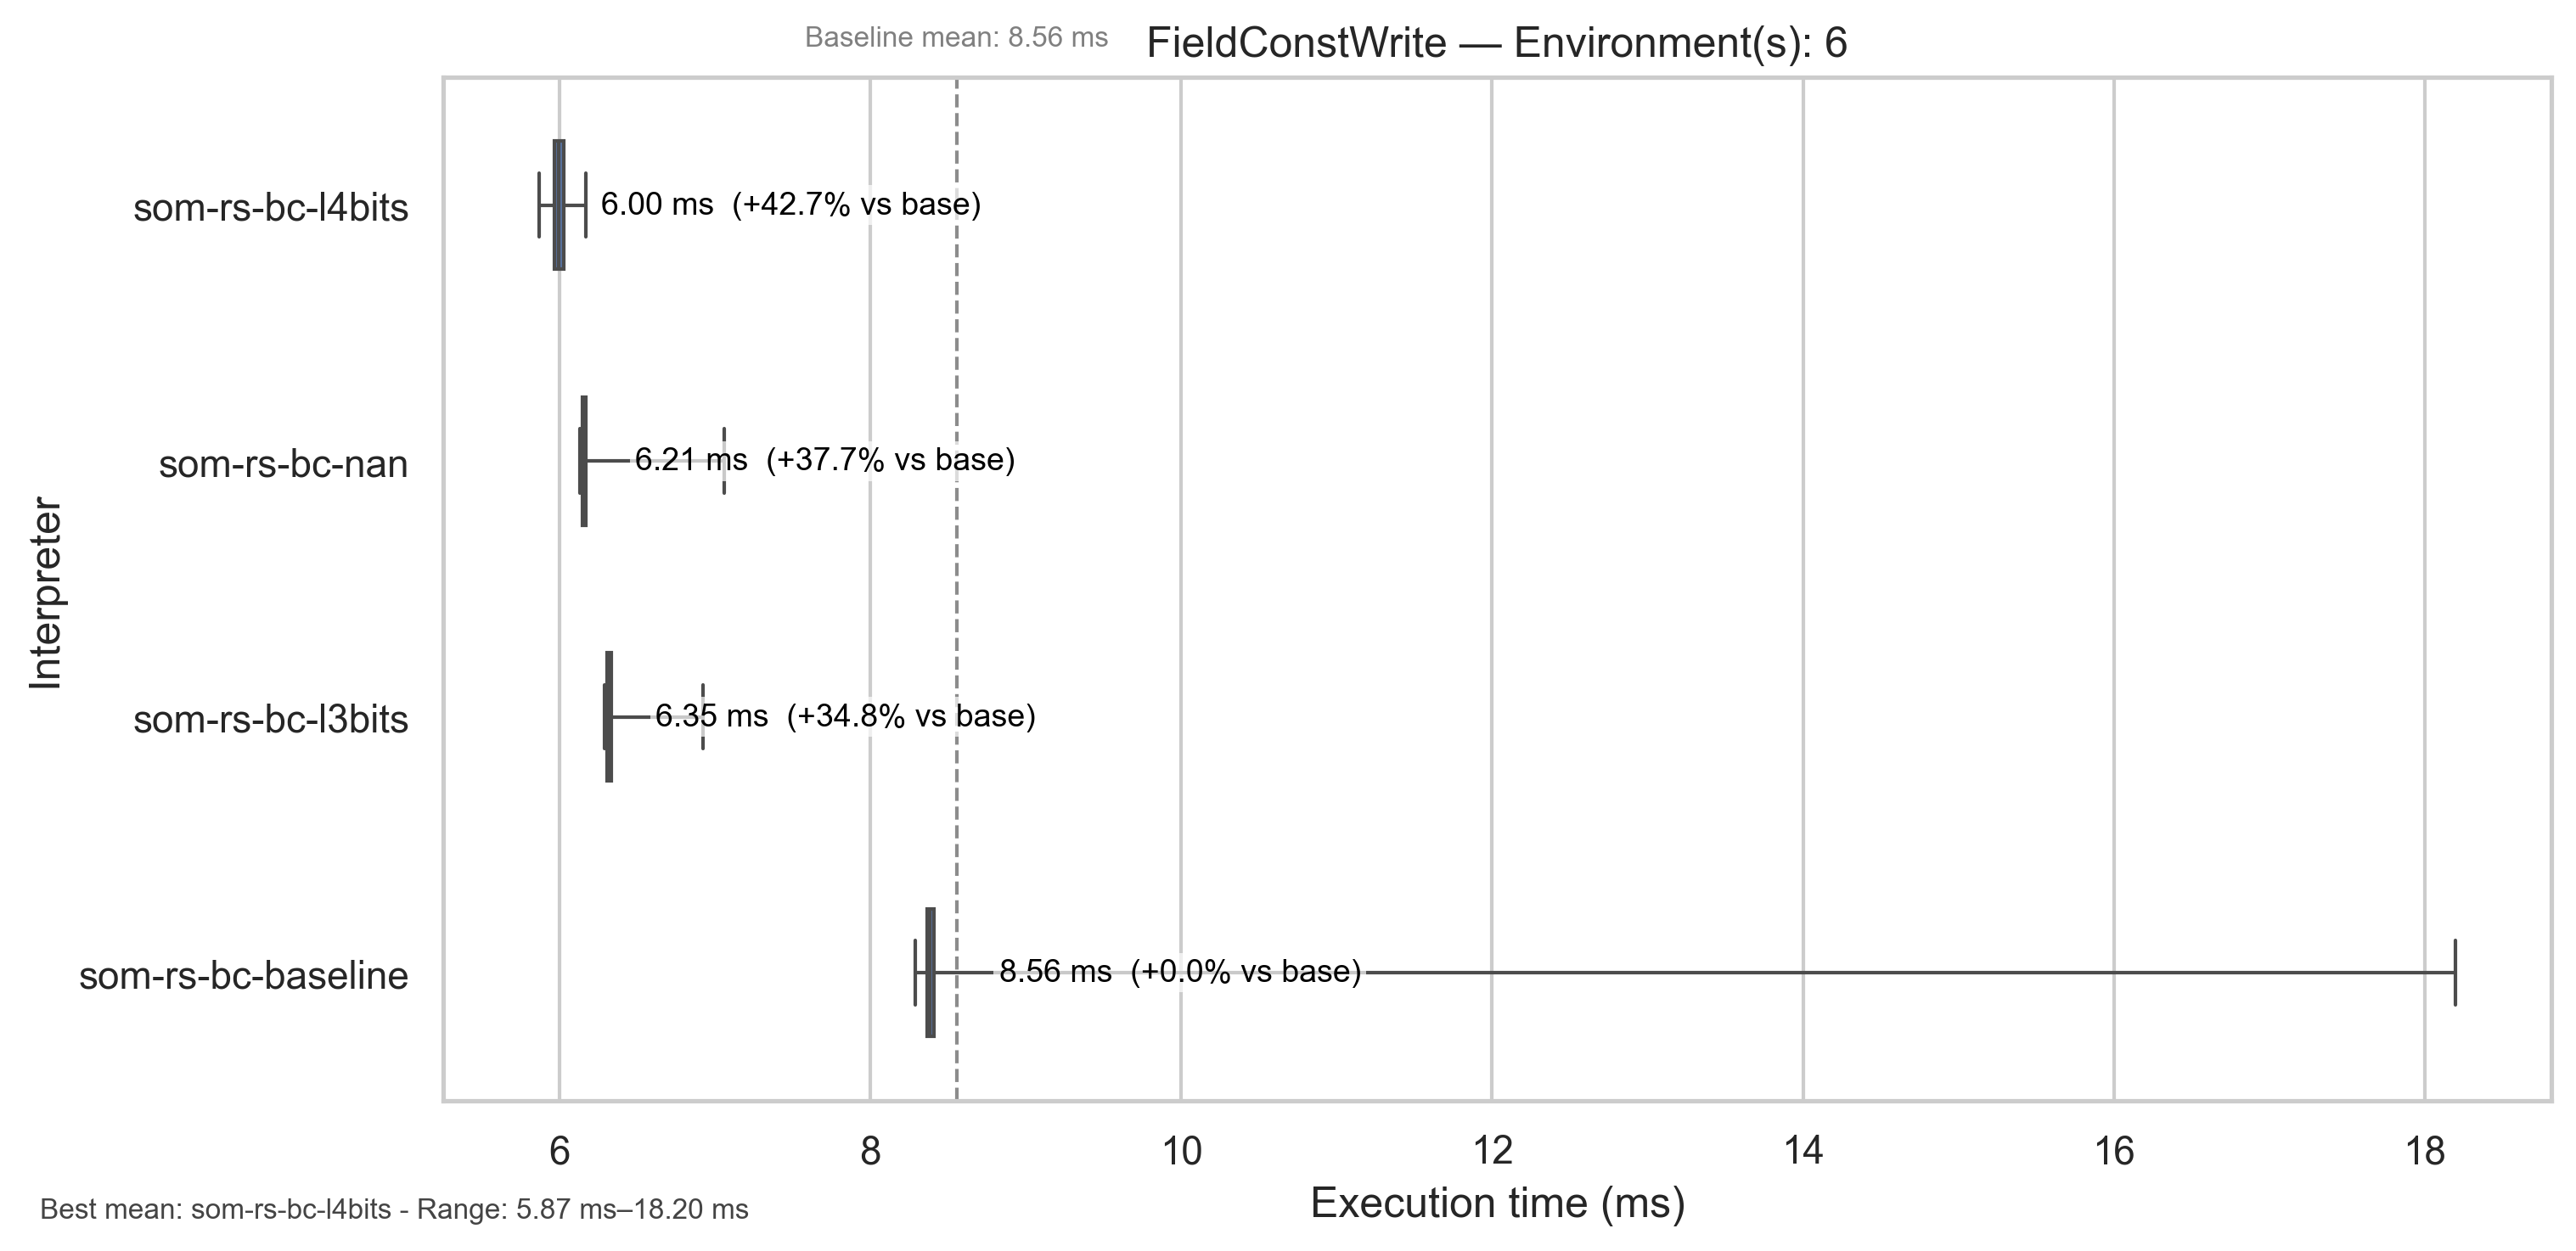 Baseline mean: 8.56 ms
FieldConstWrite — Environment(s): 6
Interpreter
som-rs-bc-l4bits
6.00 ms (+42.7% vs base)
som-rs-bc-nan
6.21 ms (+37.7% vs base)
som-rs-bc-l3bits
6.35 ms (+34.8% vs base)
som-rs-bc-baseline
8.56 ms (+0.0% vs base)
6 8 10 12 14 16 18
Execution time (ms)
Best mean: som-rs-bc-l4bits - Range: 5.87 ms–18.20 ms